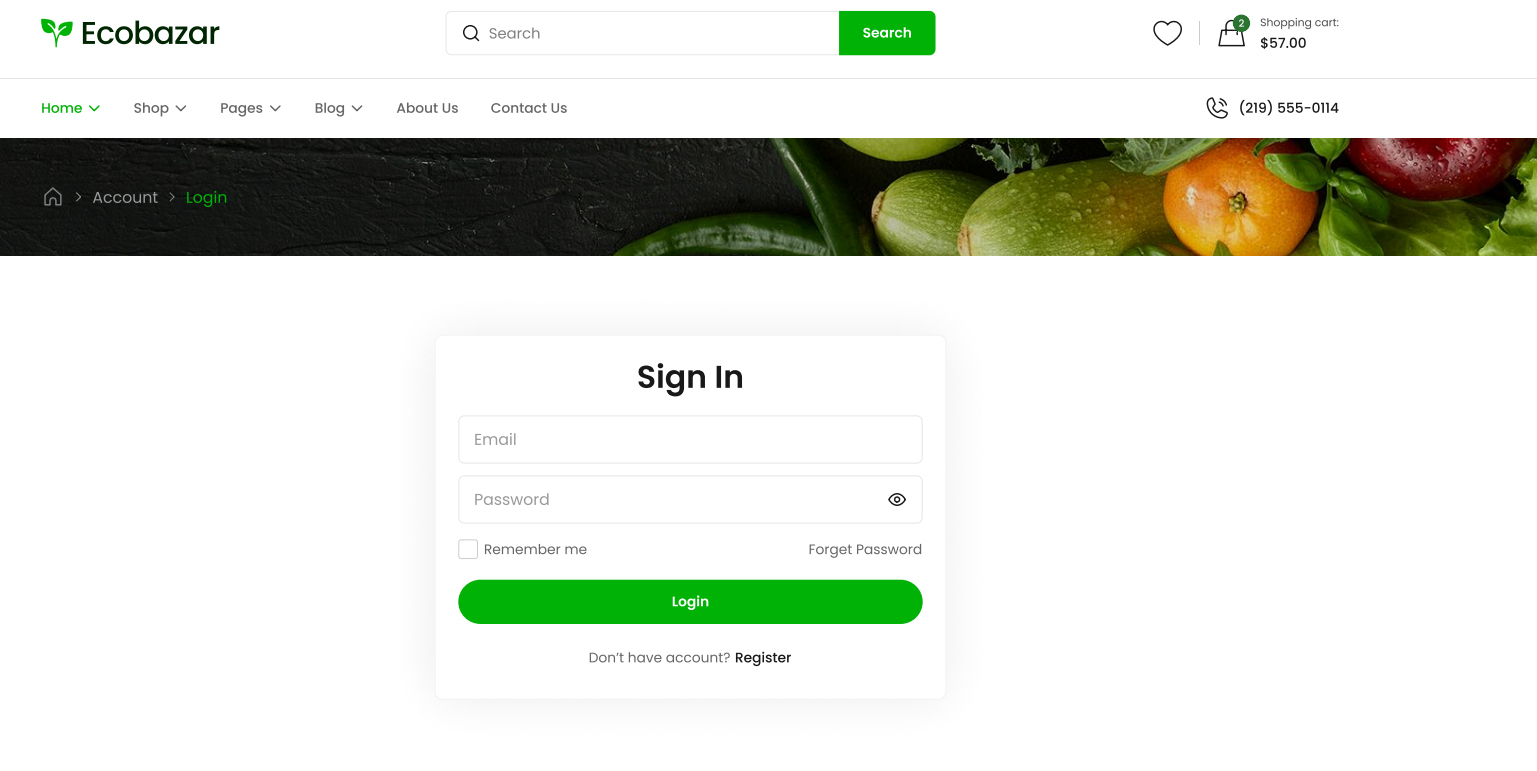 Ecobazar
Search
Search
2
Shopping cart:
$57.00
Home
Shop
Pages
Blog
About Us
Contact Us
(219) 555-0114
Account
Login
Sign In
Email
Password
Remember me
Forget Password
Login
Don't have account? Register